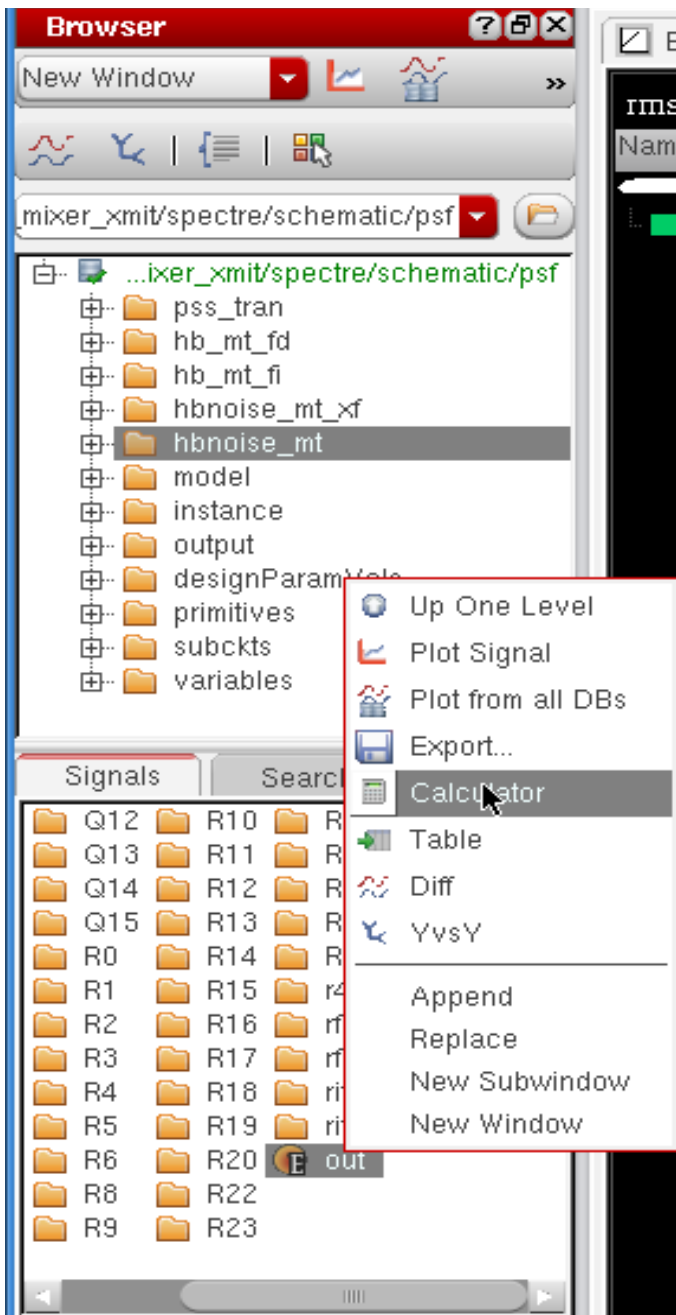 Browser
New Window
»
_mixer_xmit/spectre/schematic/psf
...ixer_xmit/spectre/schematic/psf
pss_tran
hb_mt_fd
hb_mt_fi
hbnoise_mt_xf
hbnoise_mt
model
instance
output
primitives
subckts
variables
Up One Level
Plot Signal
Plot from all DBs
Export...
Calculator
Table
Diff
YvsY
Append
Replace
New Subwindow
New Window
Signals
Q12 R10
Q13 R11
Q14 R12
Q15 R13
R0 R14
R1 R15
R2 R16
R3 R17
R4 R18
R5 R19
R6 R20 E out
R8 R22
R9 R23
rms